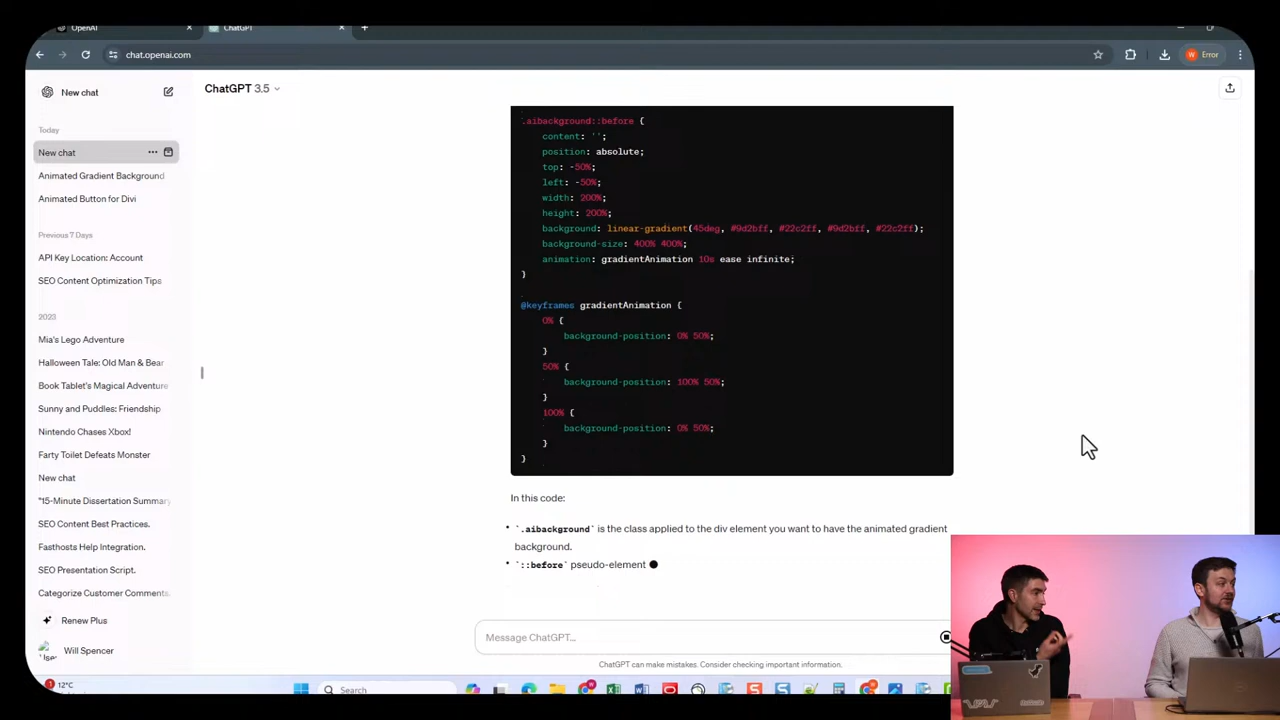 OpenAI
ChatGPT
chat.openai.com
W Error
New chat
ChatGPT 3.5
Today
New chat
Animated Gradient Background
Animated Button for Divi
Previous 7 Days
API Key Location: Account
SEO Content Optimization Tips
2023
Mia's Lego Adventure
Halloween Tale: Old Man & Bear
Book Tablet's Magical Adventure
Sunny and Puddles: Friendship
Nintendo Chases Xbox!
Farty Toilet Defeats Monster
New chat
"15-Minute Dissertation Summary
SEO Content Best Practices.
Fasthosts Help Integration.
SEO Presentation Script.
Categorize Customer Comments,
Renew Plus
Will Spencer
.aibackground::before {
content: '';
position: absolute;
top: -50%;
left: -50%;
width: 200%;
height: 200%;
background: linear-gradient(45deg, #9d2bff, #22c2ff, #9d2bff, #22c2ff);
background-size: 400% 400%;
animation: gradientAnimation 10s ease infinite;
}
@keyframes gradientAnimation {
0% {
background-position: 0% 50%;
}
50% {
background-position: 100% 50%;
}
100% {
background-position: 0% 50%;
}
}
In this code:
• `.aibackground` is the class applied to the div element you want to have the animated gradient
background.
• `::before` pseudo-element
Message ChatGPT...
ChatGPT can make mistakes. Consider checking important information.
1
12°C
Search